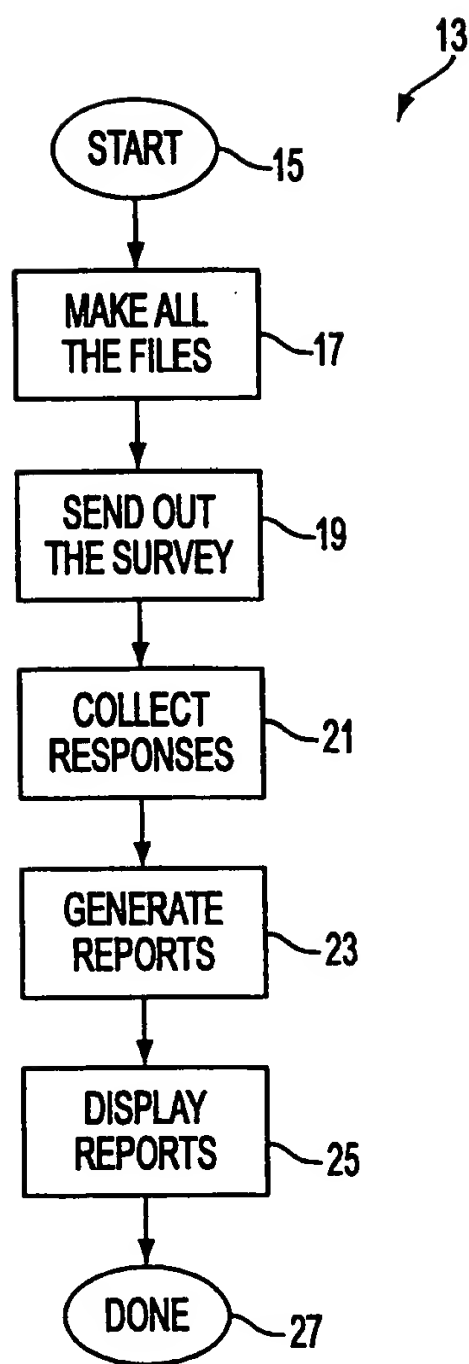 13
START
15
MAKE ALL
THE FILES
17
SEND OUT
THE SURVEY
19
COLLECT
RESPONSES
21
GENERATE
REPORTS
23
DISPLAY
REPORTS
25
DONE
27